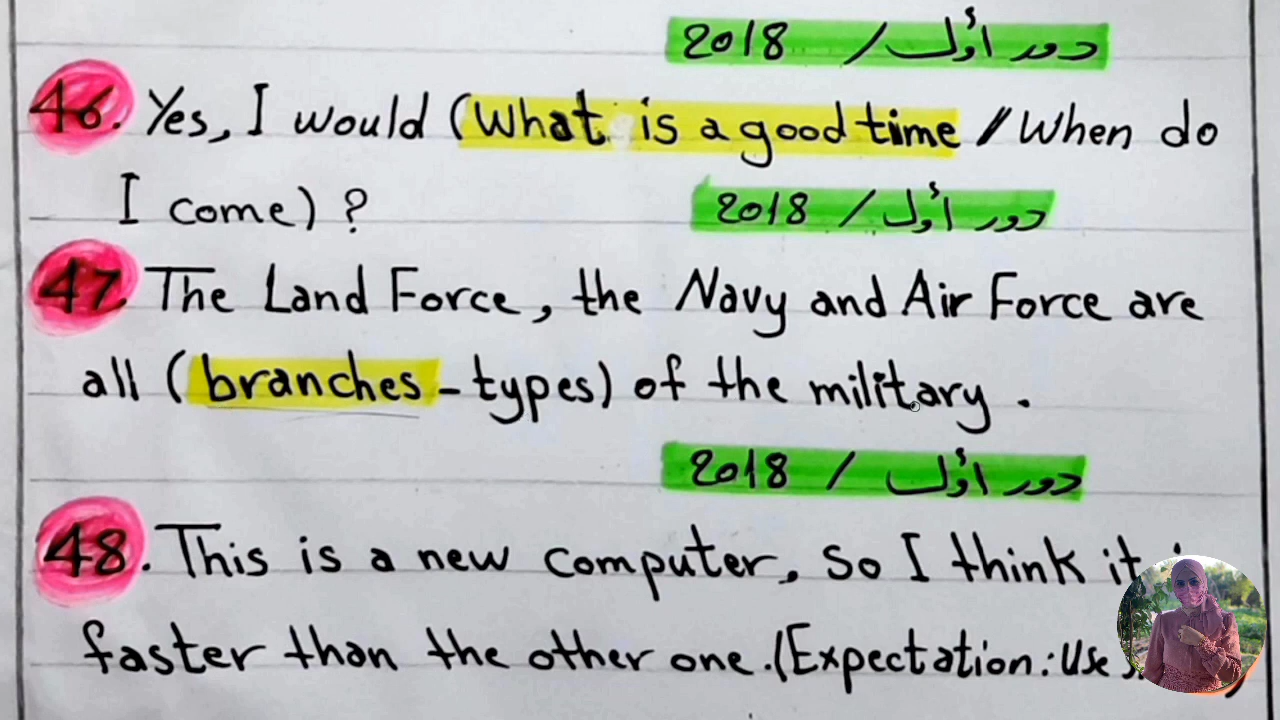 دور أول / 2018
46. Yes, I would (What is a good time / When do
I come) ?
دور أول / 2018
47. The Land Force, the Navy and Air Force are
all (branches - types) of the military.
دور أول / 2018
48. This is a new computer, So I think it
faster than the other one. (Expectation: Use